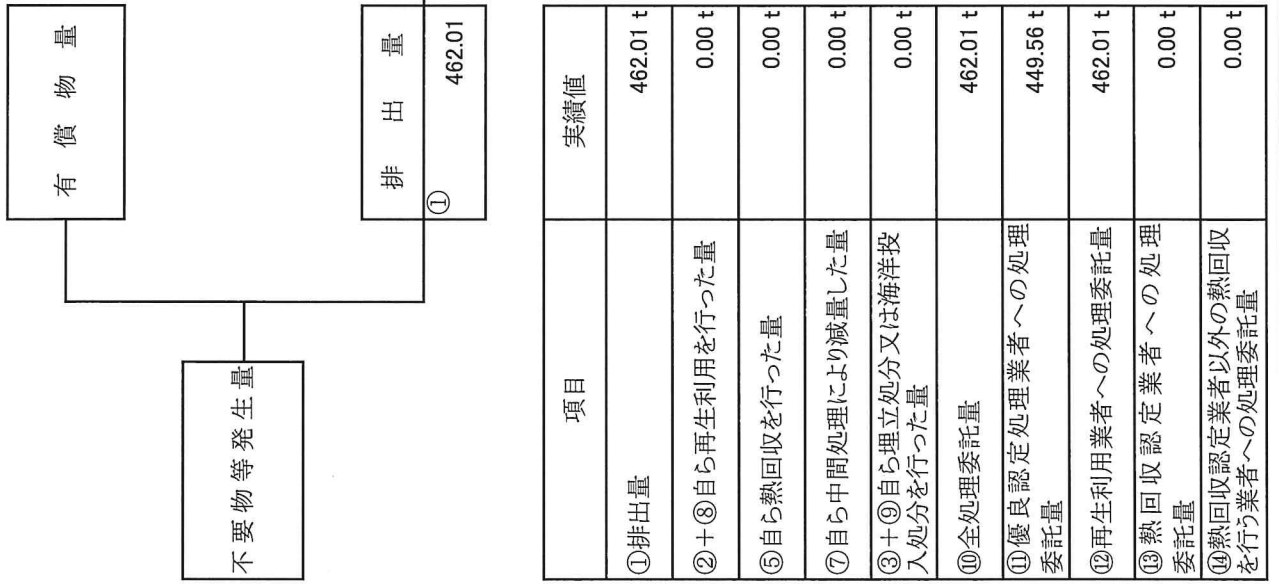 有償物量
不要物等発生量
排出量
①
462.01
項目 実績値
①排出量 462.01 t
②＋⑧自ら再生利用を行った量 0.00 t
⑤自ら熱回収を行った量 0.00 t
⑦自ら中間処理により減量した量 0.00 t
③＋⑨自ら埋立処分又は海洋投
入処分を行った量 0.00 t
⑩全処理委託量 462.01 t
⑪優良認定処理業者への処理
委託量 449.56 t
⑫再生利用業者への処理委託量 462.01 t
⑬熱回収認定業者への処理
委託量 0.00 t
⑭熱回収認定業者以外の熱回収
を行う業者への処理委託量 0.00 t